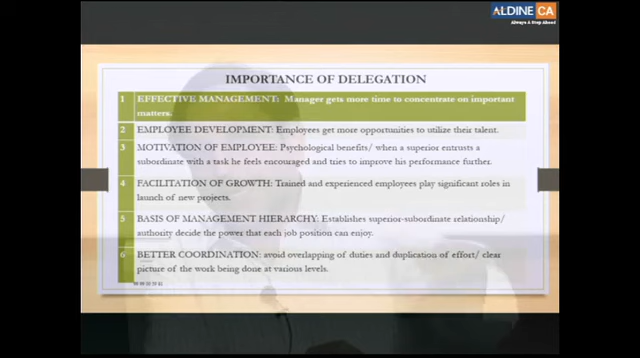 ALDINE CA
Always A Step Ahead
IMPORTANCE OF DELEGATION
1 EFFECTIVE MANAGEMENT: Manager gets more time to concentrate on important
matters.
2 EMPLOYEE DEVELOPMENT: Employees get more opportunities to utilize their talent.
3 MOTIVATION OF EMPLOYEE: Psychological benefits/ when a superior entrusts a
subordinate with a task he feels encouraged and tries to improve his performance further.
4 FACILITATION OF GROWTH: Trained and experienced employees play significant roles in
launch of new projects.
5 BASIS OF MANAGEMENT HIERARCHY: Establishes superior-subordinate relationship/
authority decide the power that each job position can enjoy.
6 BETTER COORDINATION: avoid overlapping of duties and duplication of effort/ clear
picture of the work being done at various levels.